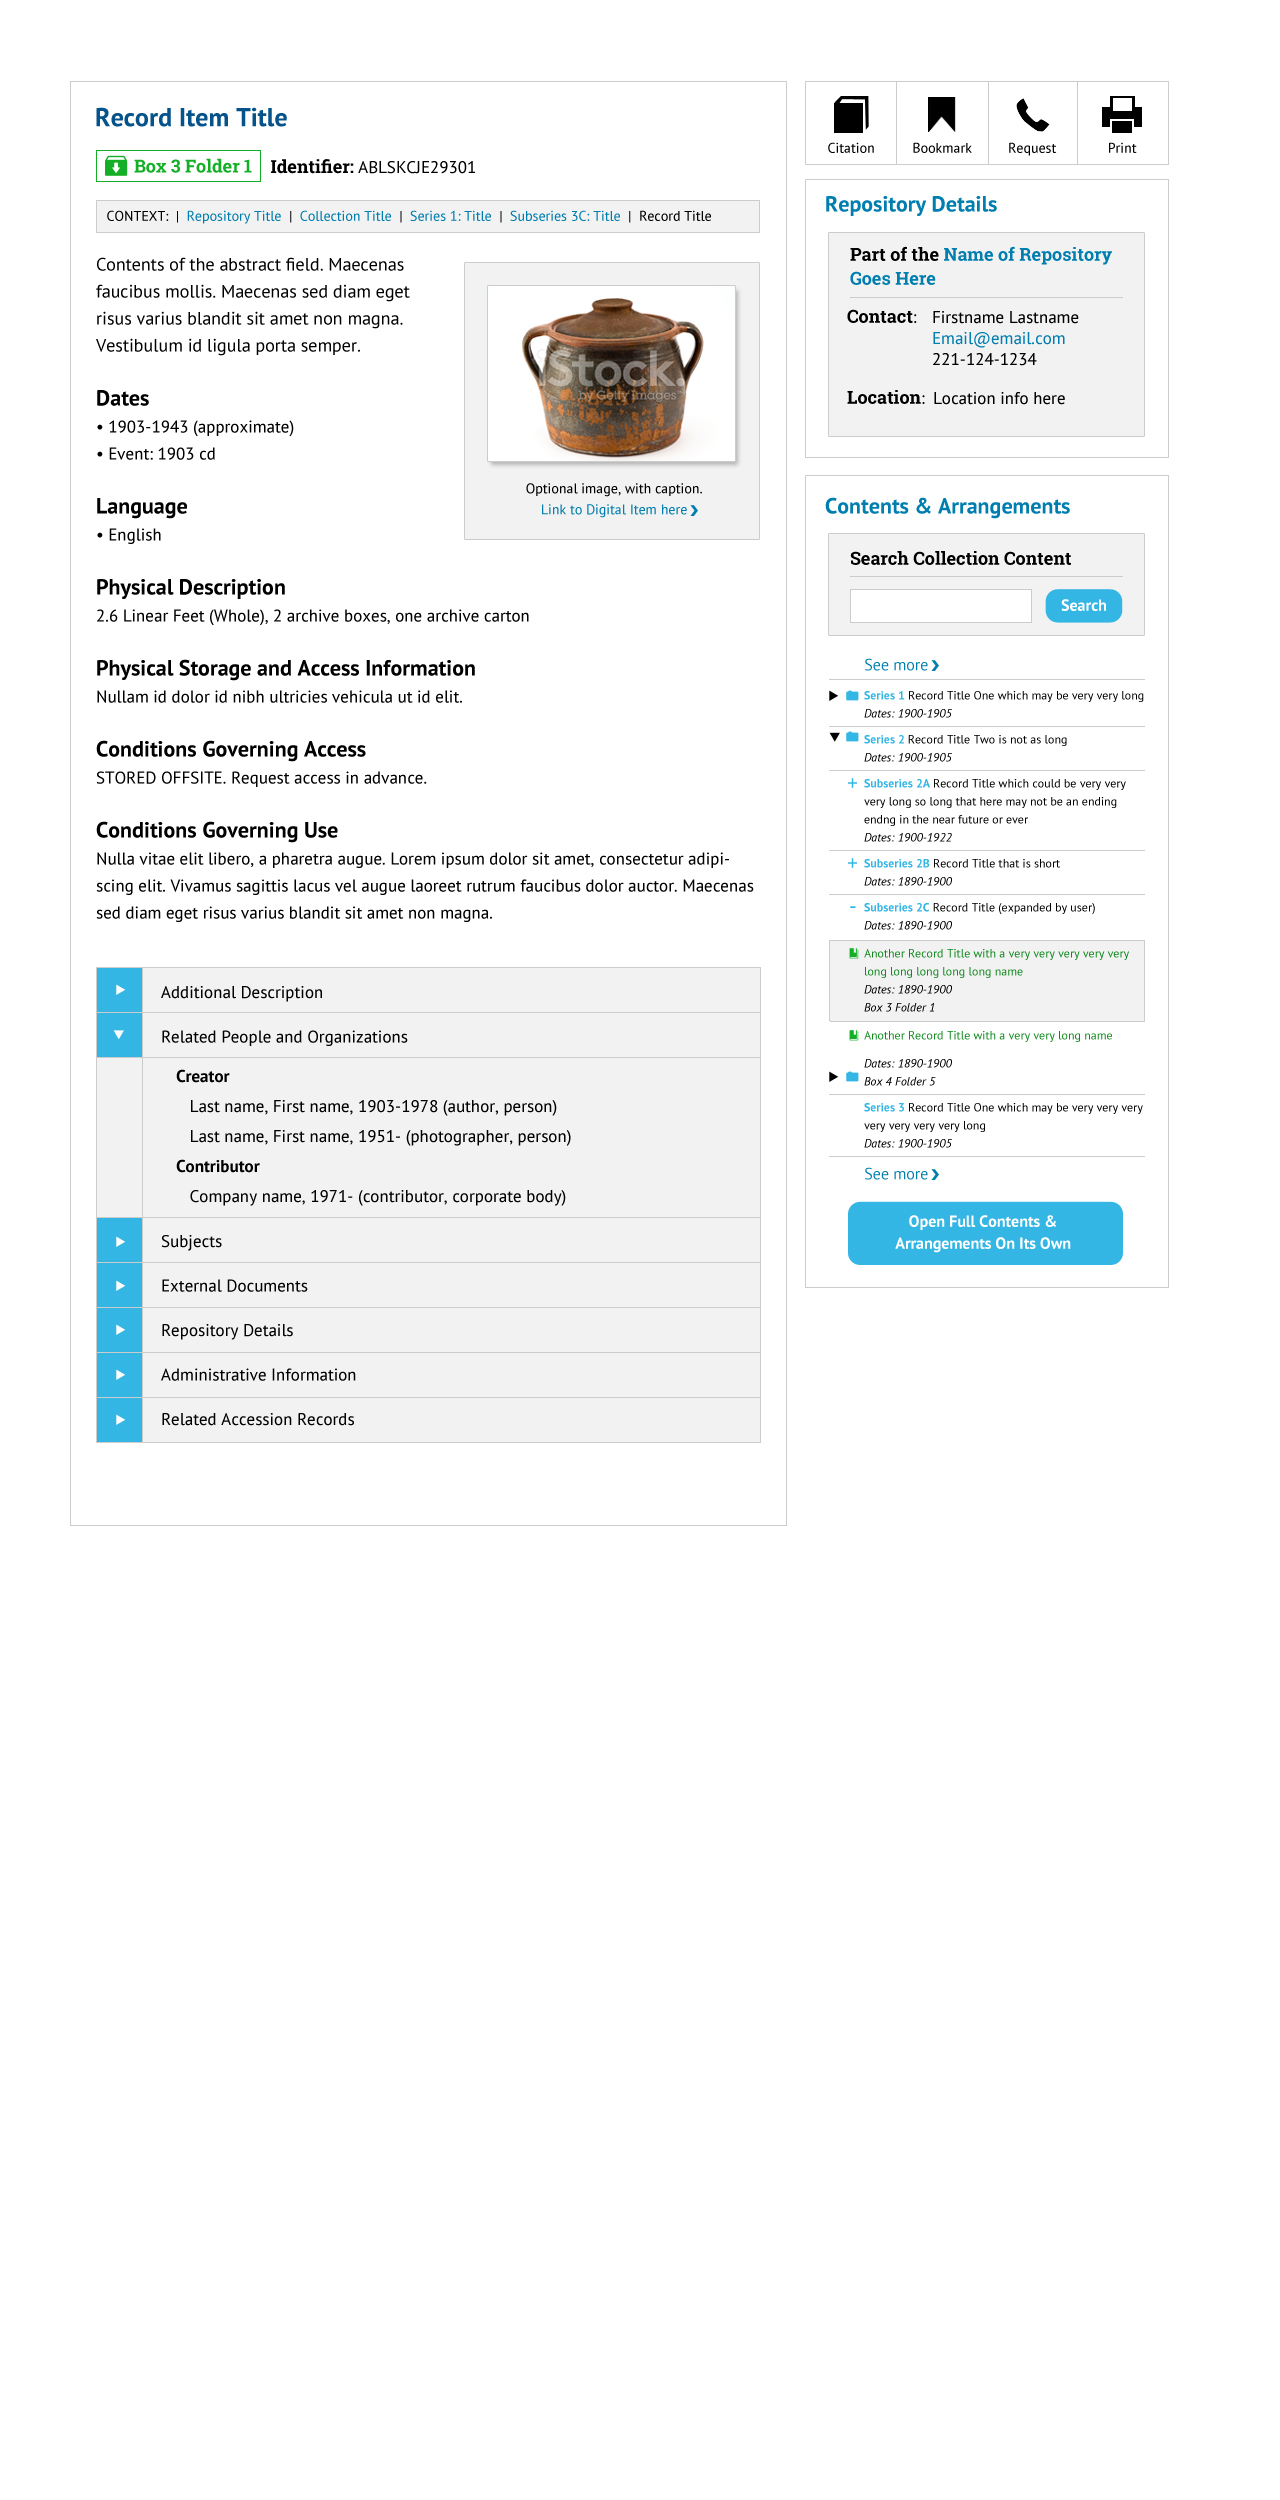 Record Item Title
Box 3 Folder 1 Identifier: ABLSKCJE29301
CONTEXT: | Repository Title | Collection Title | Series 1: Title | Subseries 3C: Title | Record Title
Contents of the abstract field. Maecenas
faucibus mollis. Maecenas sed diam eget
risus varius blandit sit amet non magna.
Vestibulum id ligula porta semper.
iStock.
by Getty Images™
Optional image, with caption.
Link to Digital Item here ❯
Dates
• 1903-1943 (approximate)
• Event: 1903 cd
Language
• English
Physical Description
2.6 Linear Feet (Whole), 2 archive boxes, one archive carton
Physical Storage and Access Information
Nullam id dolor id nibh ultricies vehicula ut id elit.
Conditions Governing Access
STORED OFFSITE. Request access in advance.
Conditions Governing Use
Nulla vitae elit libero, a pharetra augue. Lorem ipsum dolor sit amet, consectetur adipi-
scing elit. Vivamus sagittis lacus vel augue laoreet rutrum faucibus dolor auctor. Maecenas
sed diam eget risus varius blandit sit amet non magna.
Additional Description
Related People and Organizations
Creator
Last name, First name, 1903-1978 (author, person)
Last name, First name, 1951- (photographer, person)
Contributor
Company name, 1971- (contributor, corporate body)
Subjects
External Documents
Repository Details
Administrative Information
Related Accession Records
Citation
Bookmark
Request
Print
Repository Details
Part of the Name of Repository
Goes Here
Contact: Firstname Lastname
Email@email.com
221-124-1234
Location: Location info here
Contents & Arrangements
Search Collection Content
Search
See more ❯
Series 1 Record Title One which may be very very long
Dates: 1900-1905
Series 2 Record Title Two is not as long
Dates: 1900-1905
+ Subseries 2A Record Title which could be very very
very long so long that here may not be an ending
endng in the near future or ever
Dates: 1900-1922
+ Subseries 2B Record Title that is short
Dates: 1890-1900
- Subseries 2C Record Title (expanded by user)
Dates: 1890-1900
Another Record Title with a very very very very very
long long long long long name
Dates: 1890-1900
Box 3 Folder 1
Another Record Title with a very very long name
Dates: 1890-1900
Box 4 Folder 5
Series 3 Record Title One which may be very very very
very very very very long
Dates: 1900-1905
See more ❯
Open Full Contents &
Arrangements On Its Own